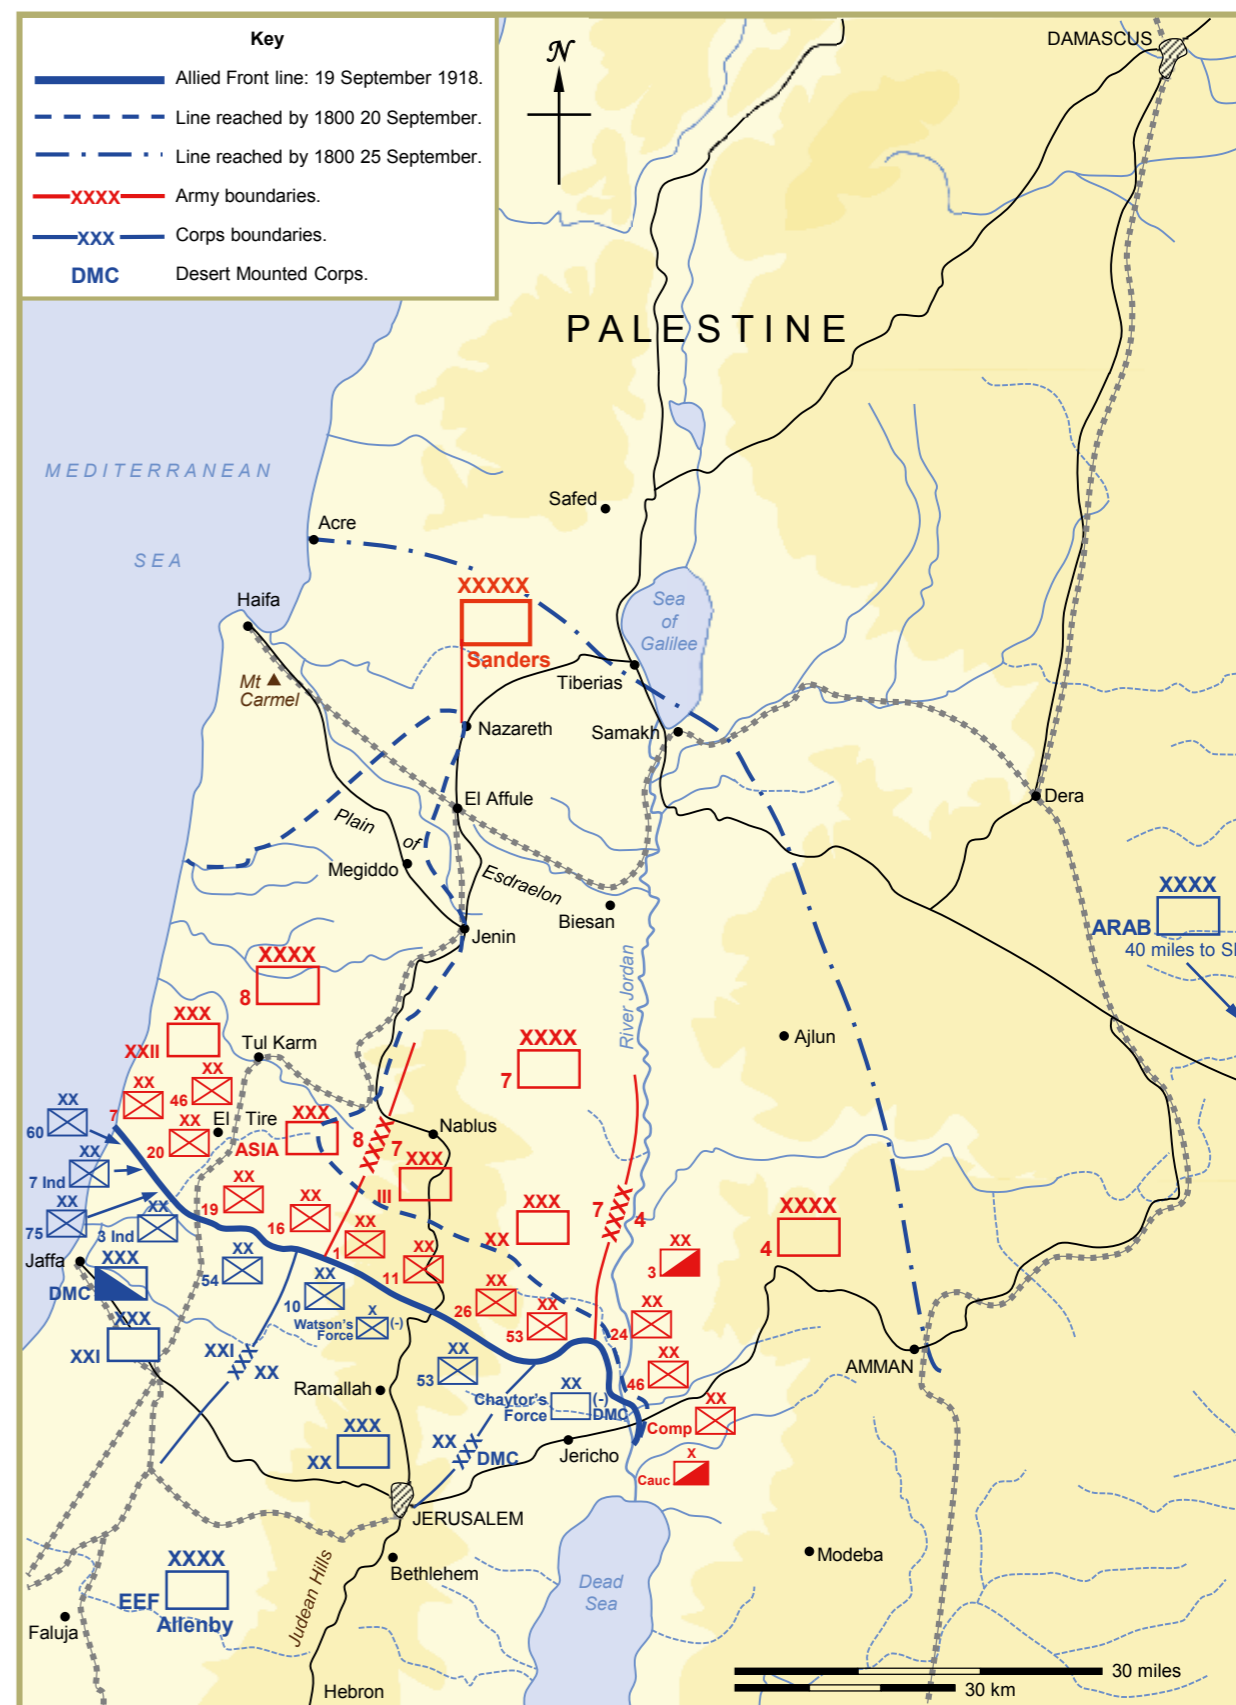 Key
Allied Front line: 19 September 1918.
Line reached by 1800 20 September.
Line reached by 1800 25 September.
XXXX Army boundaries.
XXX Corps boundaries.
DMC Desert Mounted Corps.
N
DAMASCUS
PALESTINE
MEDITERRANEAN
SEA
Safed
Acre
XXXXX
Sanders
Haifa
Sea
of
Galilee
Mt
Carmel
Tiberias
Nazareth
Samakh
El Affule
Dera
Plain of
Esdraelon
Megiddo
Biesan
XXXX
ARAB
40 miles to
Jenin
XXXX
8
River Jordan
XXX
XXII
Tul Karm
XXXX
7
Ajlun
XX
7
XX
46
XX
60
El Tire
XX
20
XXX
ASIA
8 XXXX 7
Nablus
XX
7 Ind
XXX
III
XX
75
XX
3 Ind
XX
19
XX
16
XX
1
XXX
XX
7 XXXX 4
XXXX
4
Jaffa
XXX
DMC
XX
54
XX
10
XX
11
XX
3
X
Watson's
Force
(-)
XX
26
XX
53
XX
24
XXX
XXI
XXI XXX XX
XX
53
XX
46
AMMAN
Ramallah
XX
Chaytor's
Force
(-)
DMC
XX
Comp
XXX
XX
XX XXX DMC
Jericho
X
Cauc
JERUSALEM
Bethlehem
Judean Hills
Modeba
XXXX
EEF
Allenby
Dead
Sea
Faluja
Hebron
30 miles
30 km